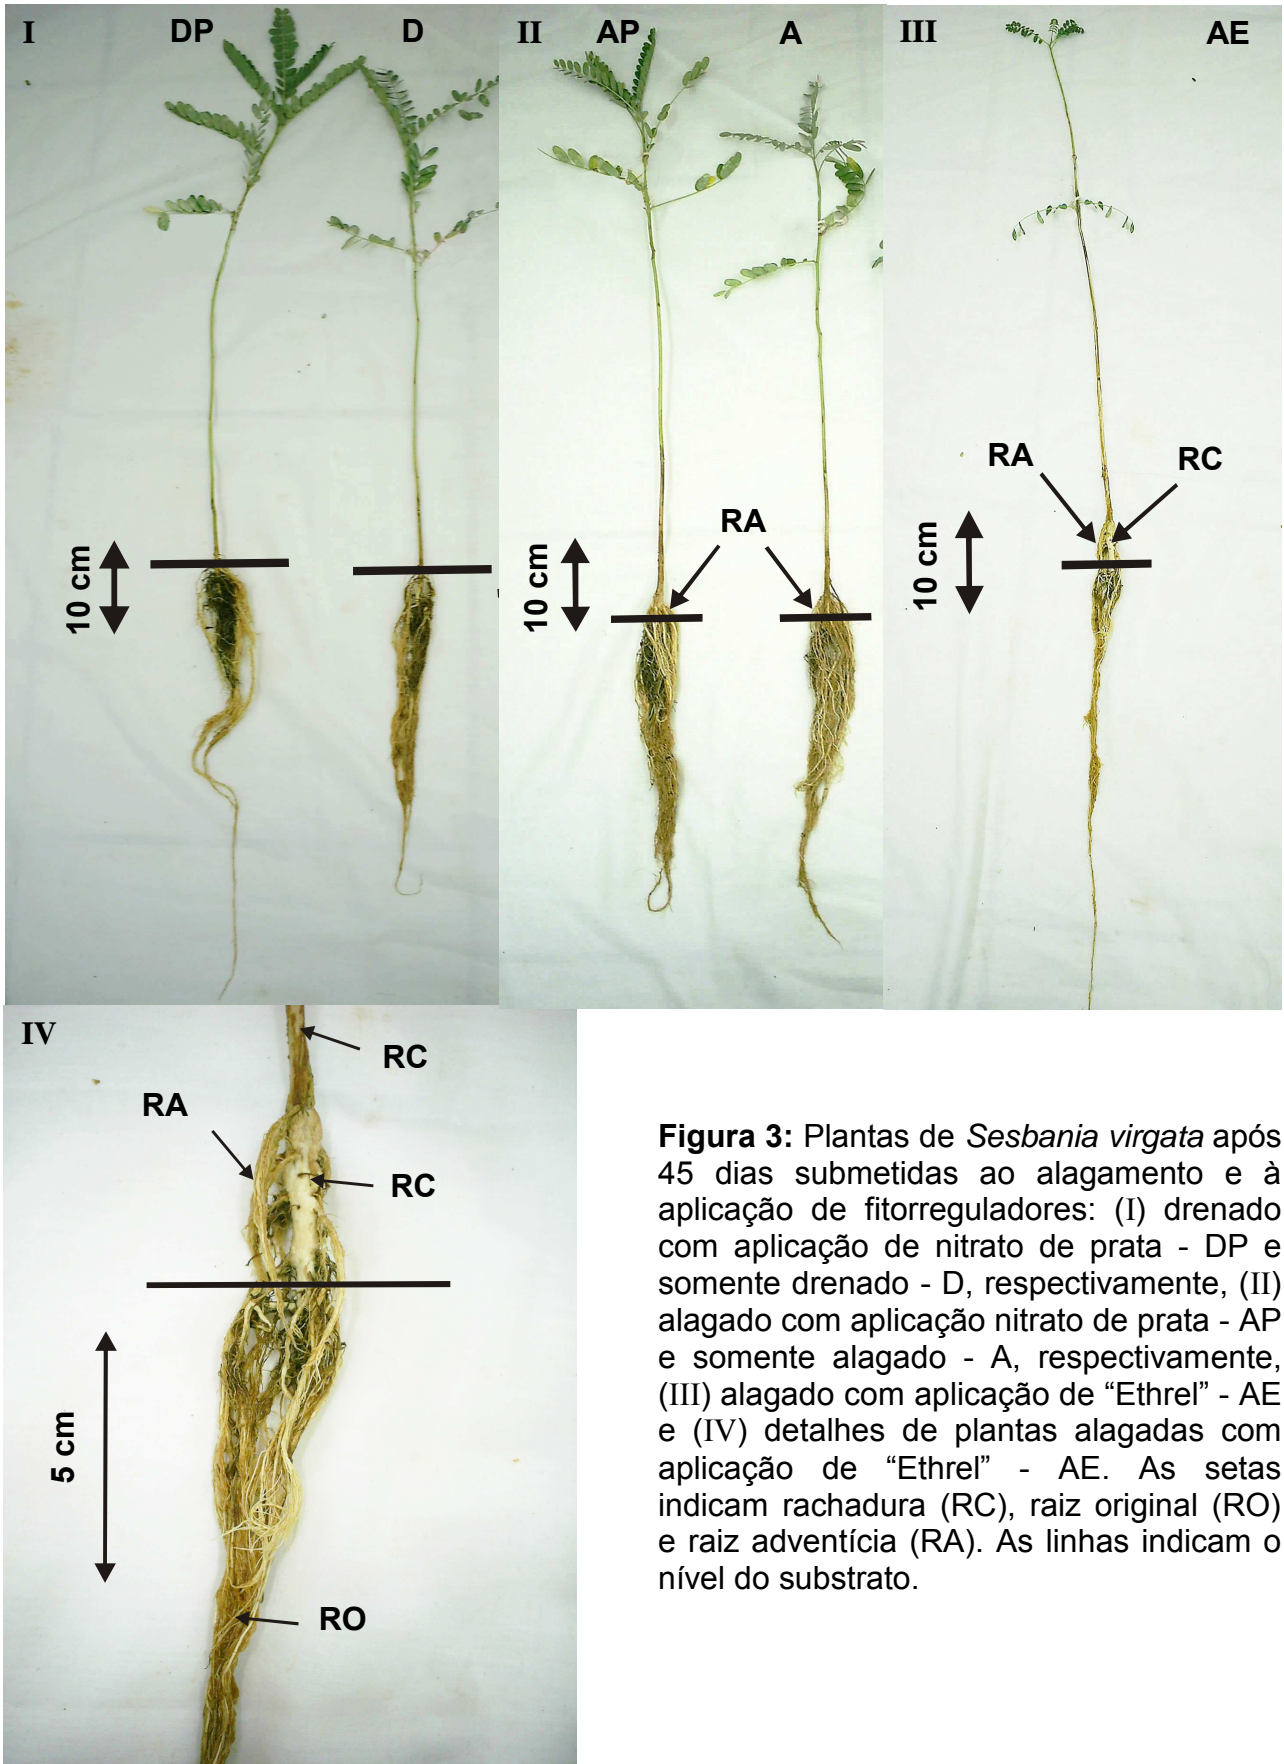 I
DP
D
10 cm
II
AP
A
RA
10 cm
III
AE
RA
RC
10 cm
IV
RC
RA
RC
5 cm
RO
Figura 3: Plantas de Sesbania virgata após
45 dias submetidas ao alagamento e à
aplicação de fitorreguladores: (I) drenado
com aplicação de nitrato de prata - DP e
somente drenado - D, respectivamente, (II)
alagado com aplicação nitrato de prata - AP
e somente alagado - A, respectivamente,
(III) alagado com aplicação de “Ethrel” - AE
e (IV) detalhes de plantas alagadas com
aplicação de “Ethrel” - AE. As setas
indicam rachadura (RC), raiz original (RO)
e raiz adventícia (RA). As linhas indicam o
nível do substrato.